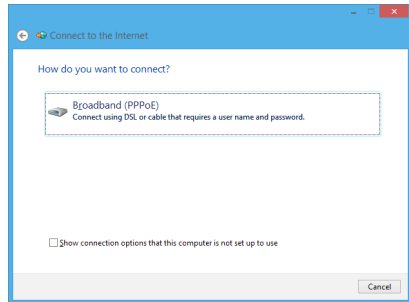 Connect to the Internet
How do you want to connect?
Broadband (PPPoE)
Connect using DSL or cable that requires a user name and password.
Show connection options that this computer is not set up to use
Cancel